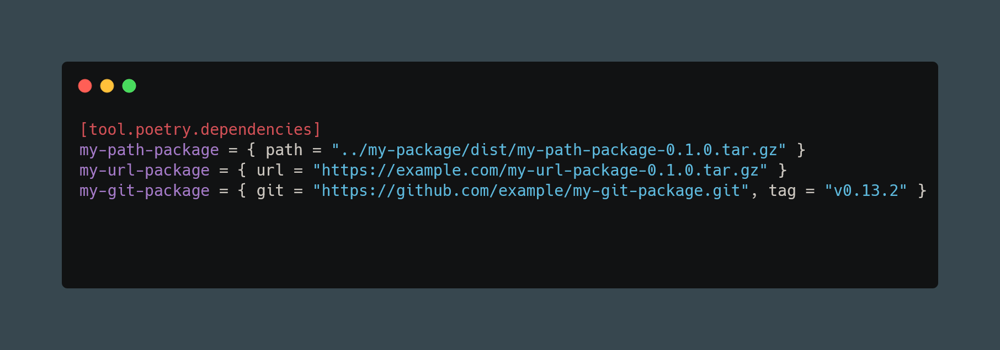 [tool.poetry.dependencies]
my-path-package = { path = "../my-package/dist/my-path-package-0.1.0.tar.gz" }
my-url-package = { url = "https://example.com/my-url-package-0.1.0.tar.gz" }
my-git-package = { git = "https://github.com/example/my-git-package.git", tag = "v0.13.2" }